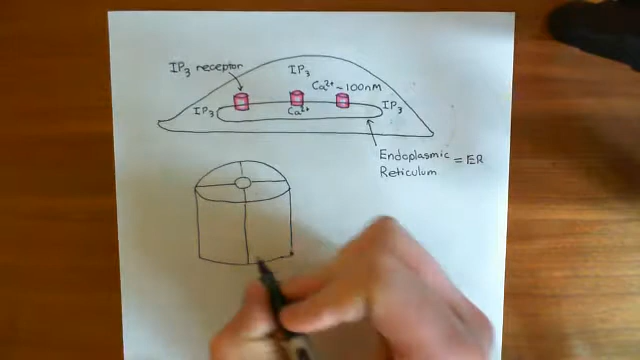 IP3 receptor
IP3
Ca2+ ~100nM
IP3
Ca2+
IP3
Endoplasmic Reticulum = ER